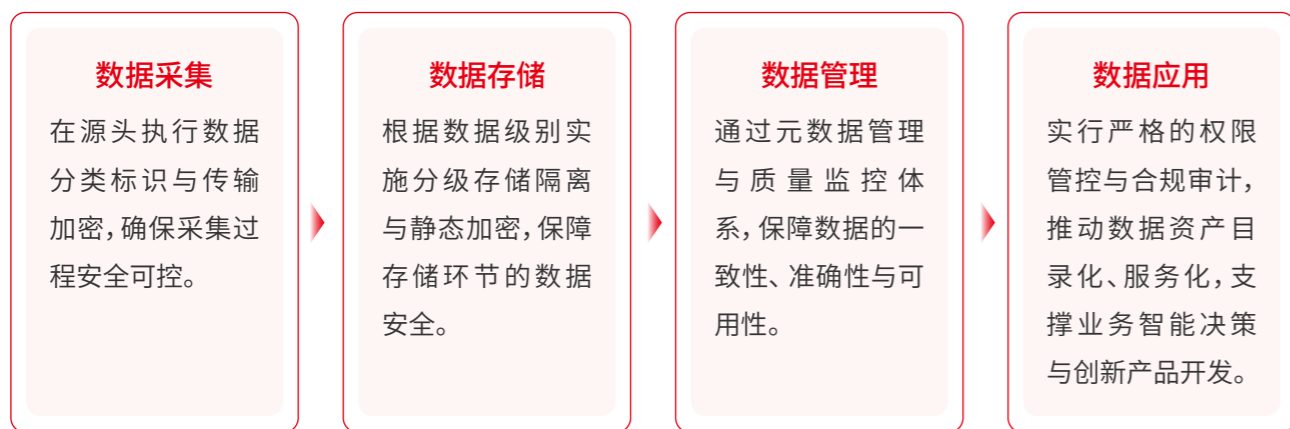 数据采集
在源头执行数据
分类标识与传输
加密，确保采集过
程安全可控。
数据存储
根据数据级别实
施分级存储隔离
与静态加密，保障
存储环节的数据
安全。
数据管理
通过元数据管理
与质量监控体
系，保障数据的一
致性、准确性与可
用性。
数据应用
实行严格的权限
管控与合规审计，
推动数据资产目
录化、服务化，支
撑业务智能决策
与创新产品开发。